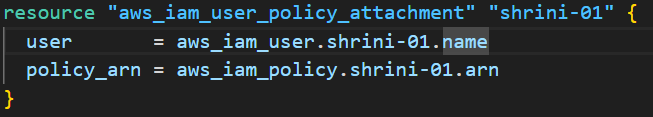 resource "aws_iam_user_policy_attachment" "shrini-01" {
  user       = aws_iam_user.shrini-01.name
  policy_arn = aws_iam_policy.shrini-01.arn
}